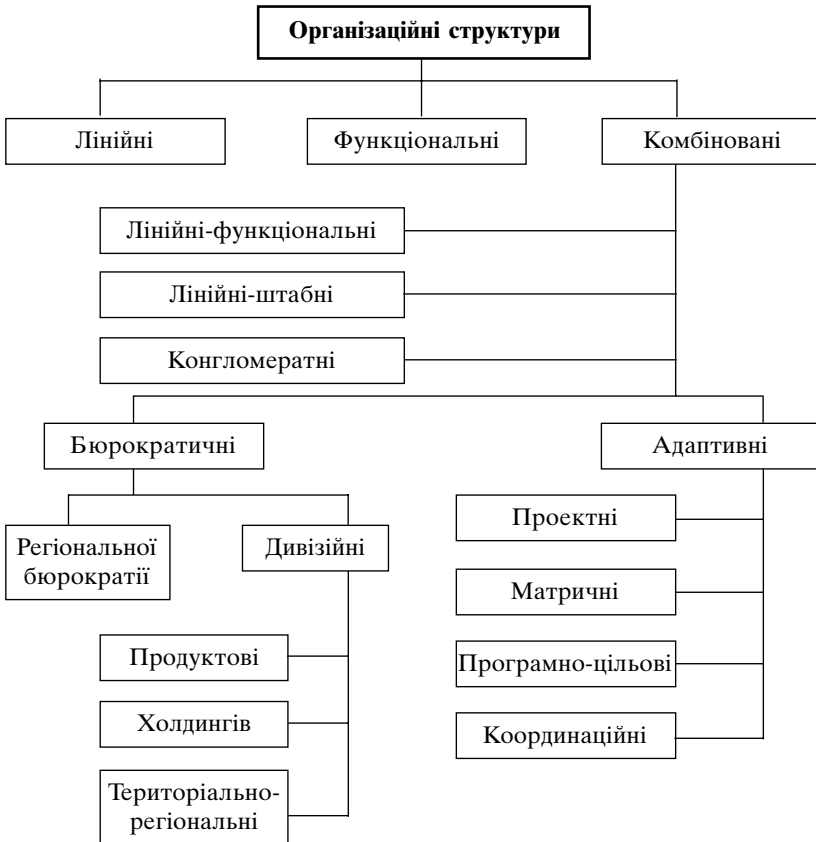 Організаційні структури
Лінійні
Функціональні
Комбіновані
Лінійні-функціональні
Лінійні-штабні
Конгломератні
Бюрократичні
Адаптивні
Регіональної
бюрократії
Дивізійні
Проектні
Матричні
Продуктові
Програмно-цільові
Холдингів
Координаційні
Територіально-
регіональні